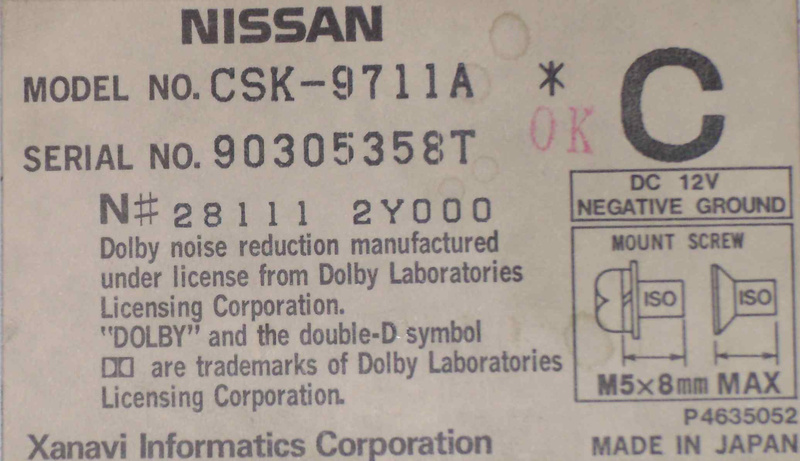 NISSAN
MODEL NO. CSK-9711A * C
OK
SERIAL NO. 90305358T
DC 12V
NEGATIVE GROUND
N# 28111 2Y000
Dolby noise reduction manufactured
under license from Dolby Laboratories
Licensing Corporation.
"DOLBY" and the double-D symbol
are trademarks of Dolby Laboratories
Licensing Corporation.
MOUNT SCREW
ISO ISO
M5×8mm MAX
P4635052
Xanavi Informatics Corporation
MADE IN JAPAN